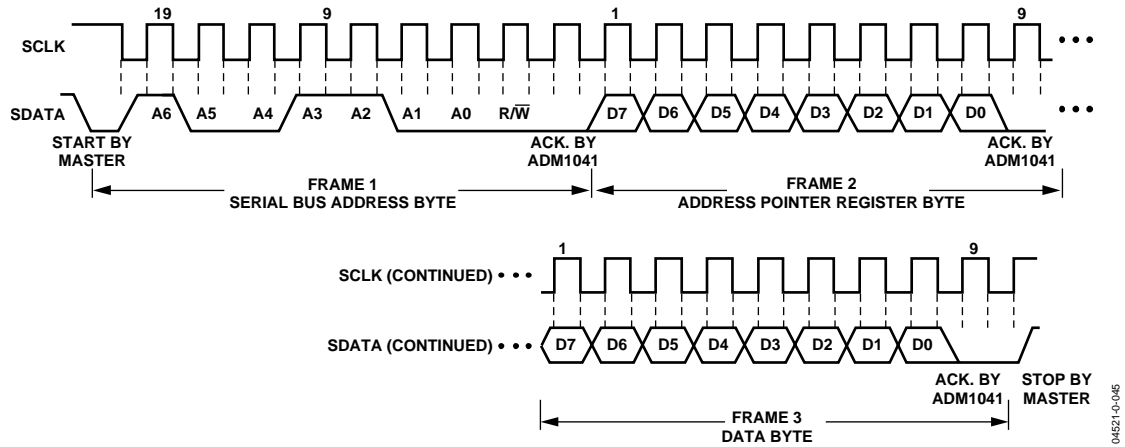 19 9 1 9
SCLK
SDATA A6 A5 A4 A3 A2 A1 A0 R/W̅ D7 D6 D5 D4 D3 D2 D1 D0
START BY
MASTER
ACK. BY
ADM1041
ACK. BY
ADM1041
FRAME 1
SERIAL BUS ADDRESS BYTE
FRAME 2
ADDRESS POINTER REGISTER BYTE
1 9
SCLK (CONTINUED)
SDATA (CONTINUED) D7 D6 D5 D4 D3 D2 D1 D0
ACK. BY
ADM1041
STOP BY
MASTER
FRAME 3
DATA BYTE
04521-0-045